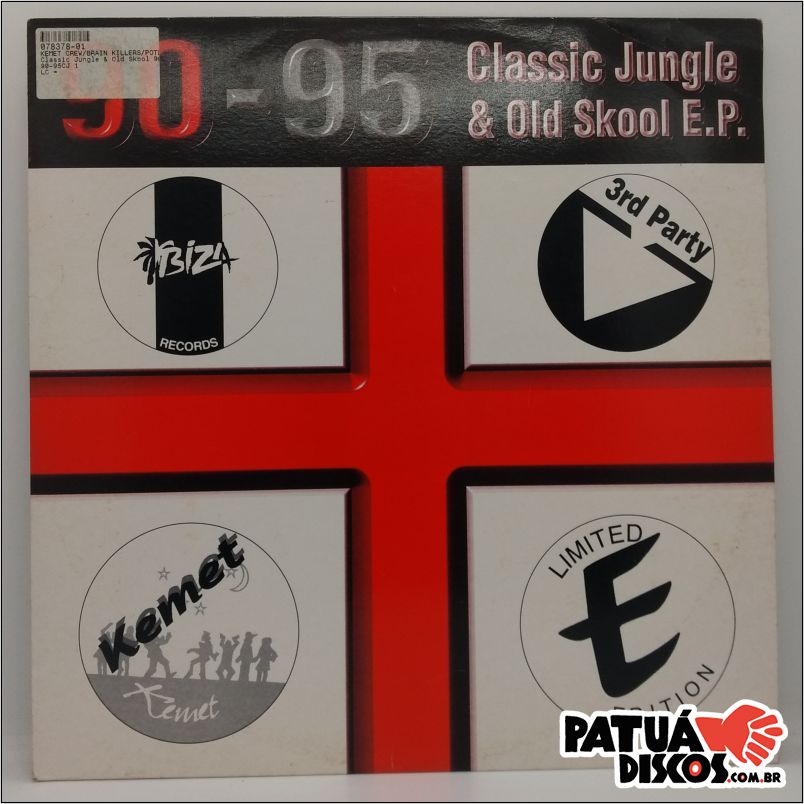 078378-01
KEMET CREW/BRAIN KILLERS/POT
Classic Jungle & Old Skool 90
90-95CJ 1
LC -
90-95
Classic Jungle
& Old Skool E.P.
IBIZA
RECORDS
3rd Party
Kemet
Kemet
LIMITED
E
EDITION
PATUÁ
DISCOS.COM.BR